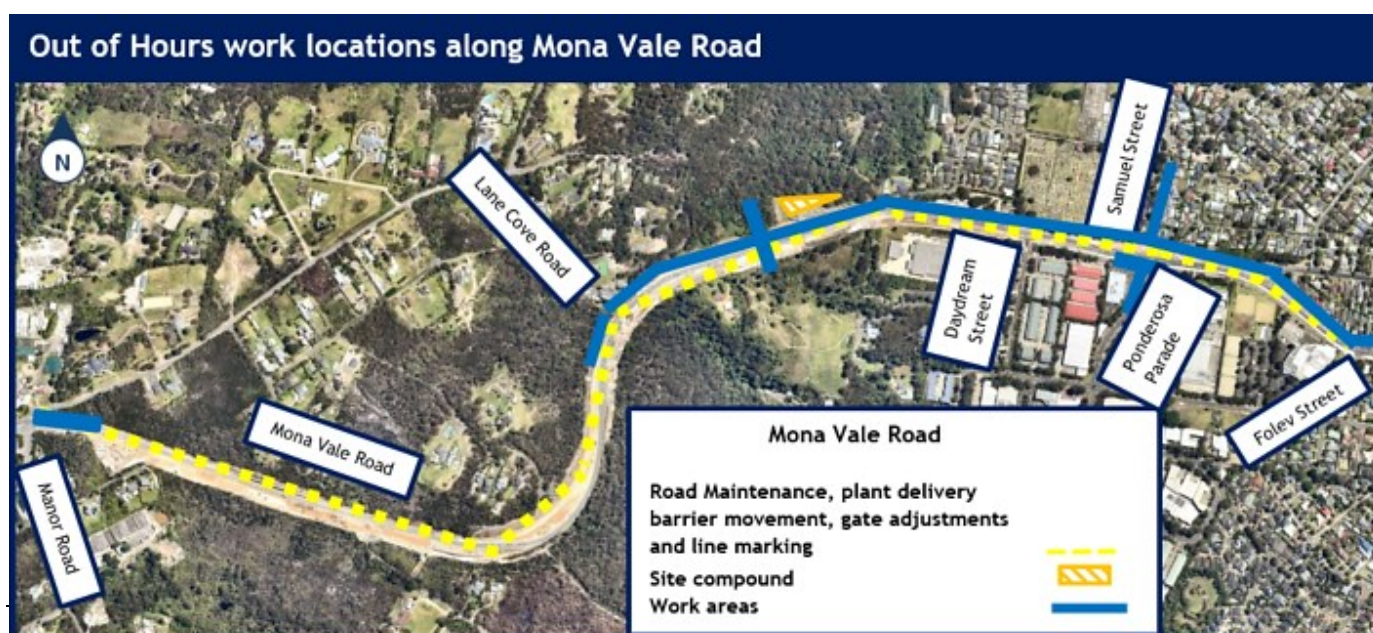 Out of Hours work locations along Mona Vale Road
N
Lane Cove Road
Samuel Street
Daydream
Street
Ponderosa
Parade
Foley Street
Mona Vale Road
Manor Road
Mona Vale Road
Road Maintenance, plant delivery
barrier movement, gate adjustments
and line marking
Site compound
Work areas